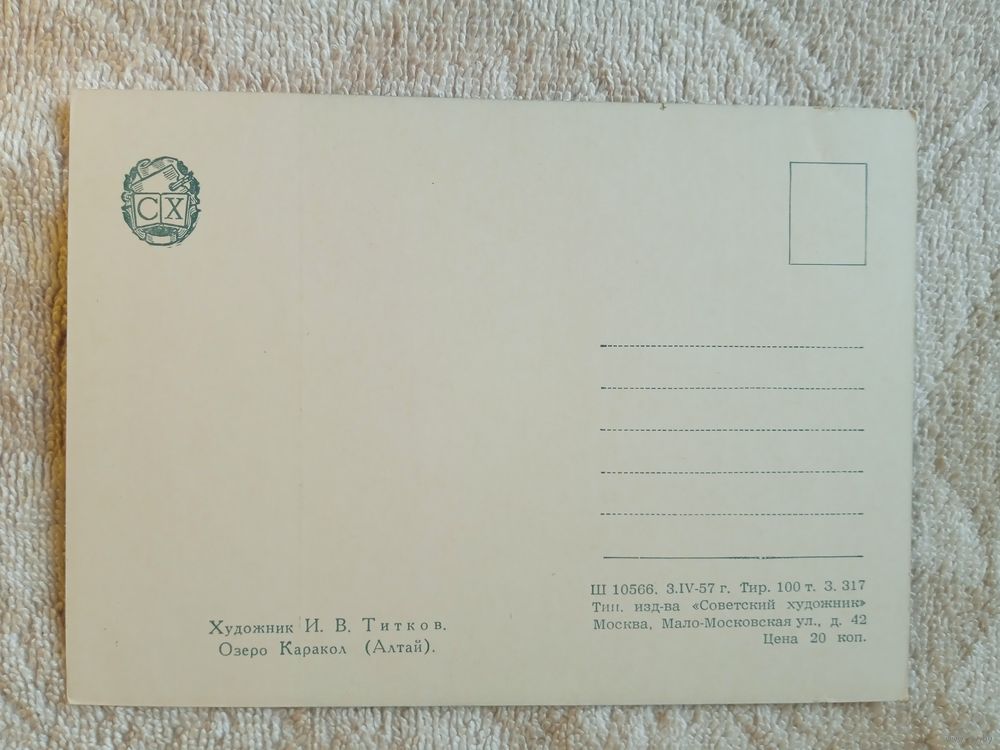 СХ
Художник И. В. Титков.
Озеро Каракол (Алтай).
Ш 10566. 3.IV-57 г. Тир. 100 т. З. 317
Тип. изд-ва «Советский художник»
Москва, Мало-Московская ул., д. 42
Цена 20 коп.